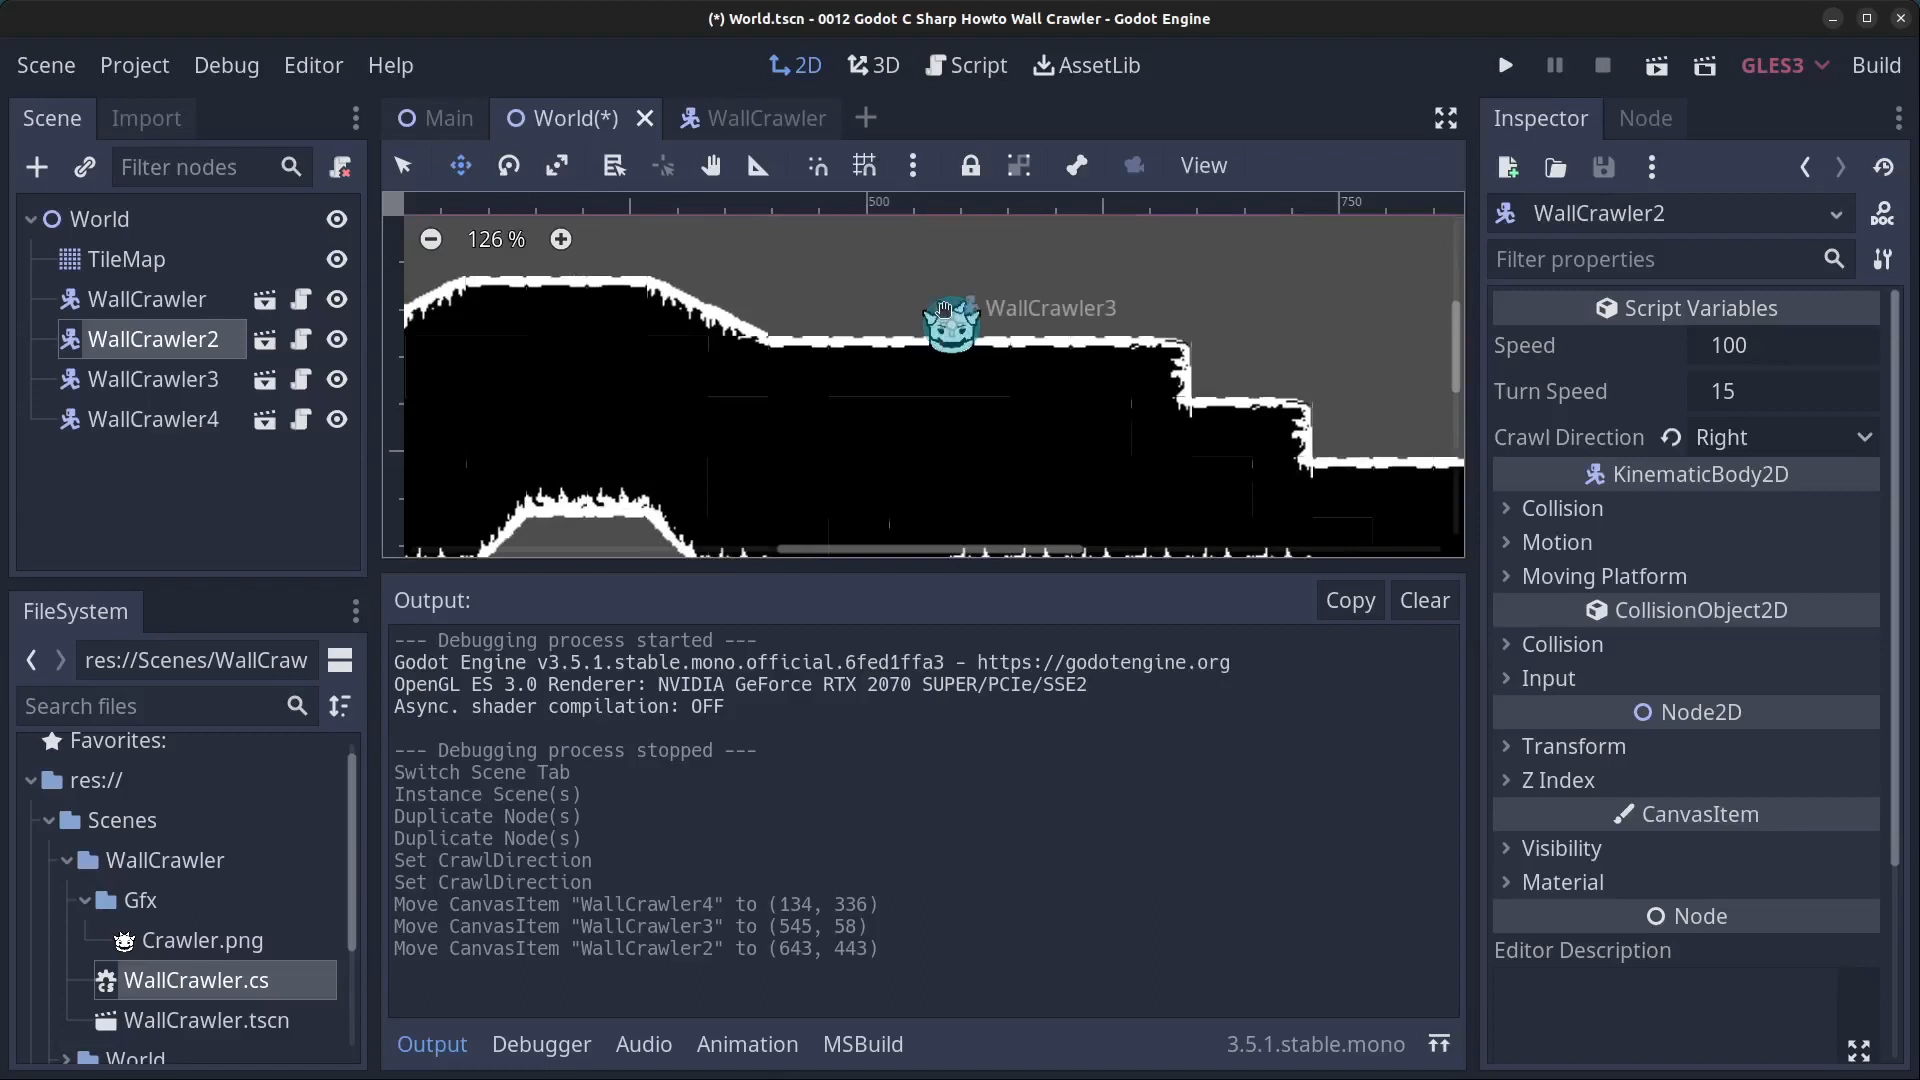 (*) World.tscn - 0012 Godot C Sharp Howto Wall Crawler - Godot Engine
Scene Project Debug Editor Help
2D 3D Script AssetLib
GLES3 Build
Scene Import
Filter nodes
World
TileMap
WallCrawler
WallCrawler2
WallCrawler3
WallCrawler4
FileSystem
res://Scenes/WallCraw
Search files
Favorites:
res://
Scenes
WallCrawler
Gfx
Crawler.png
WallCrawler.cs
WallCrawler.tscn
World
Main World(*) WallCrawler
View
500 750
126 %
WallCrawler3
Output: Copy Clear
--- Debugging process started ---
Godot Engine v3.5.1.stable.mono.official.6fed1ffa3 - https://godotengine.org
OpenGL ES 3.0 Renderer: NVIDIA GeForce RTX 2070 SUPER/PCIe/SSE2
Async. shader compilation: OFF
--- Debugging process stopped ---
Switch Scene Tab
Instance Scene(s)
Duplicate Node(s)
Duplicate Node(s)
Set CrawlDirection
Set CrawlDirection
Move CanvasItem "WallCrawler4" to (134, 336)
Move CanvasItem "WallCrawler3" to (545, 58)
Move CanvasItem "WallCrawler2" to (643, 443)
Output Debugger Audio Animation MSBuild 3.5.1.stable.mono
Inspector Node
WallCrawler2 DOC
Filter properties
Script Variables
Speed 100
Turn Speed 15
Crawl Direction Right
KinematicBody2D
Collision
Motion
Moving Platform
CollisionObject2D
Collision
Input
Node2D
Transform
Z Index
CanvasItem
Visibility
Material
Node
Editor Description